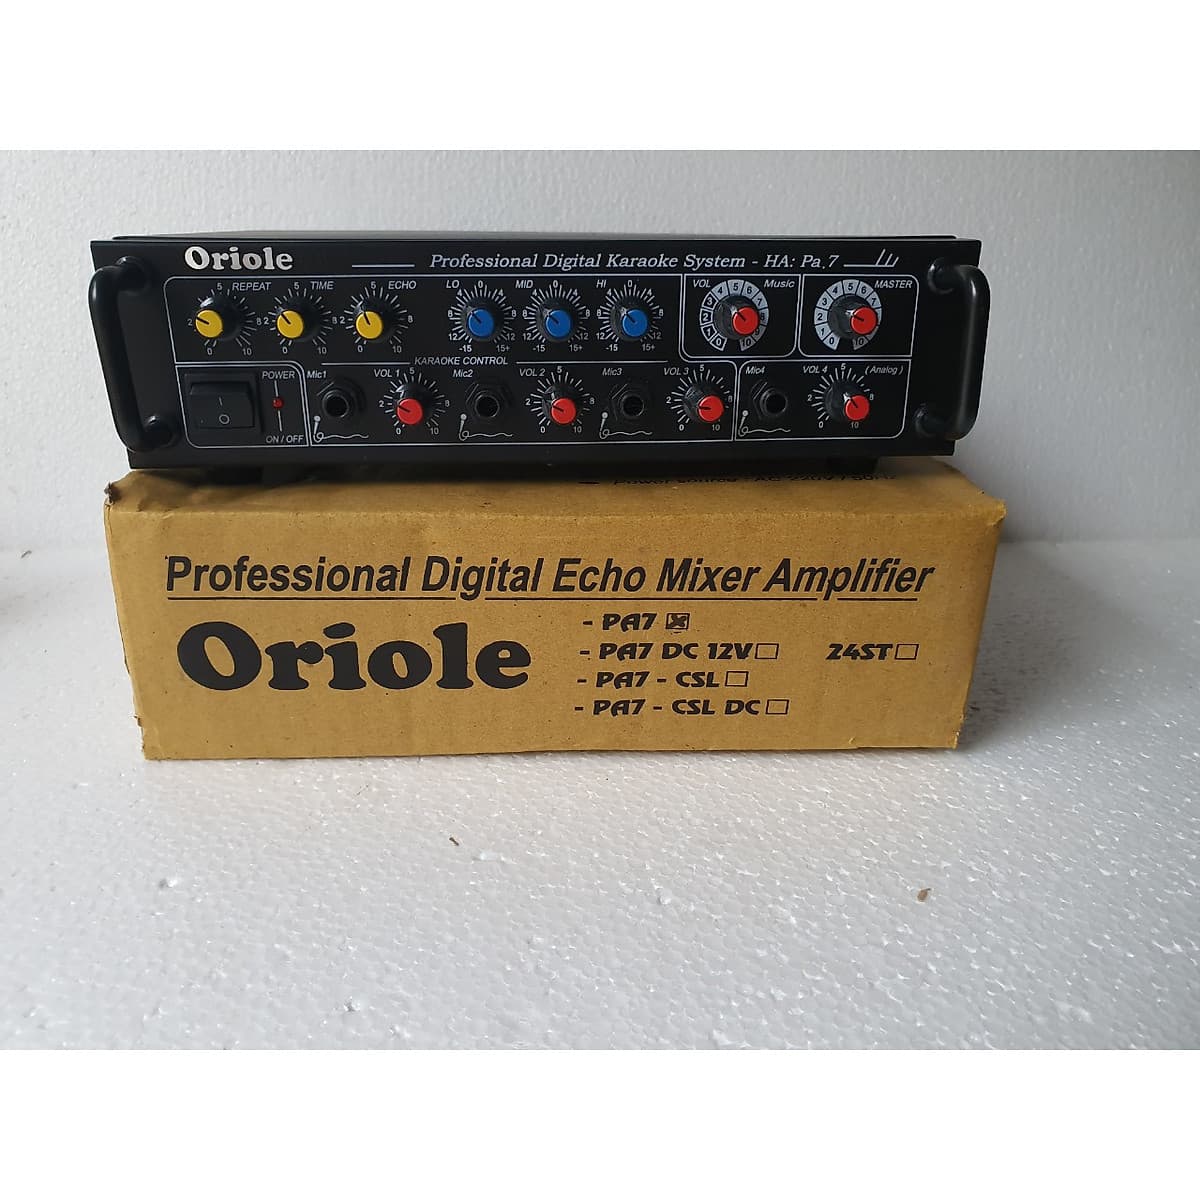 Oriole
Professional Digital Karaoke System - HA: Pa.7
REPEAT TIME ECHO LO MID HI VOL Music MASTER
KARAOKE CONTROL
POWER
ON / OFF
Mic1 VOL 1 Mic2 VOL 2 Mic3 VOL 3 Mic4 VOL 4 (Analog)
Professional Digital Echo Mixer Amplifier
Oriole
- PA7
- PA7 DC 12V 24ST
- PA7 - CSL
- PA7 - CSL DC